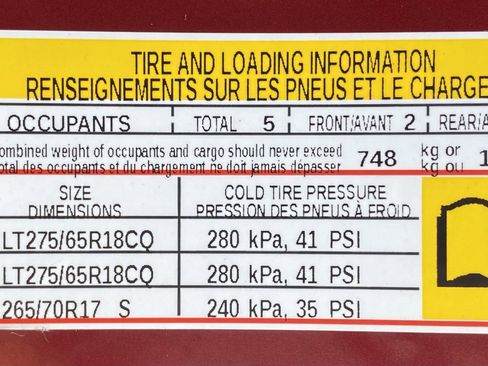 TIRE AND LOADING INFORMATION
RENSEIGNEMENTS SUR LES PNEUS ET LE CHARGE
OCCUPANTS TOTAL 5 FRONT/AVANT 2 REAR/A
ombined weight of occupants and cargo should never exceed 748 kg or 1
otal des occupants et du chargement ne doit jamais dépasser kg ou
SIZE COLD TIRE PRESSURE
DIMENSIONS PRESSION DES PNEUS À FROID
LT275/65R18CQ 280 kPa, 41 PSI
LT275/65R18CQ 280 kPa, 41 PSI
265/70R17 S 240 kPa, 35 PSI